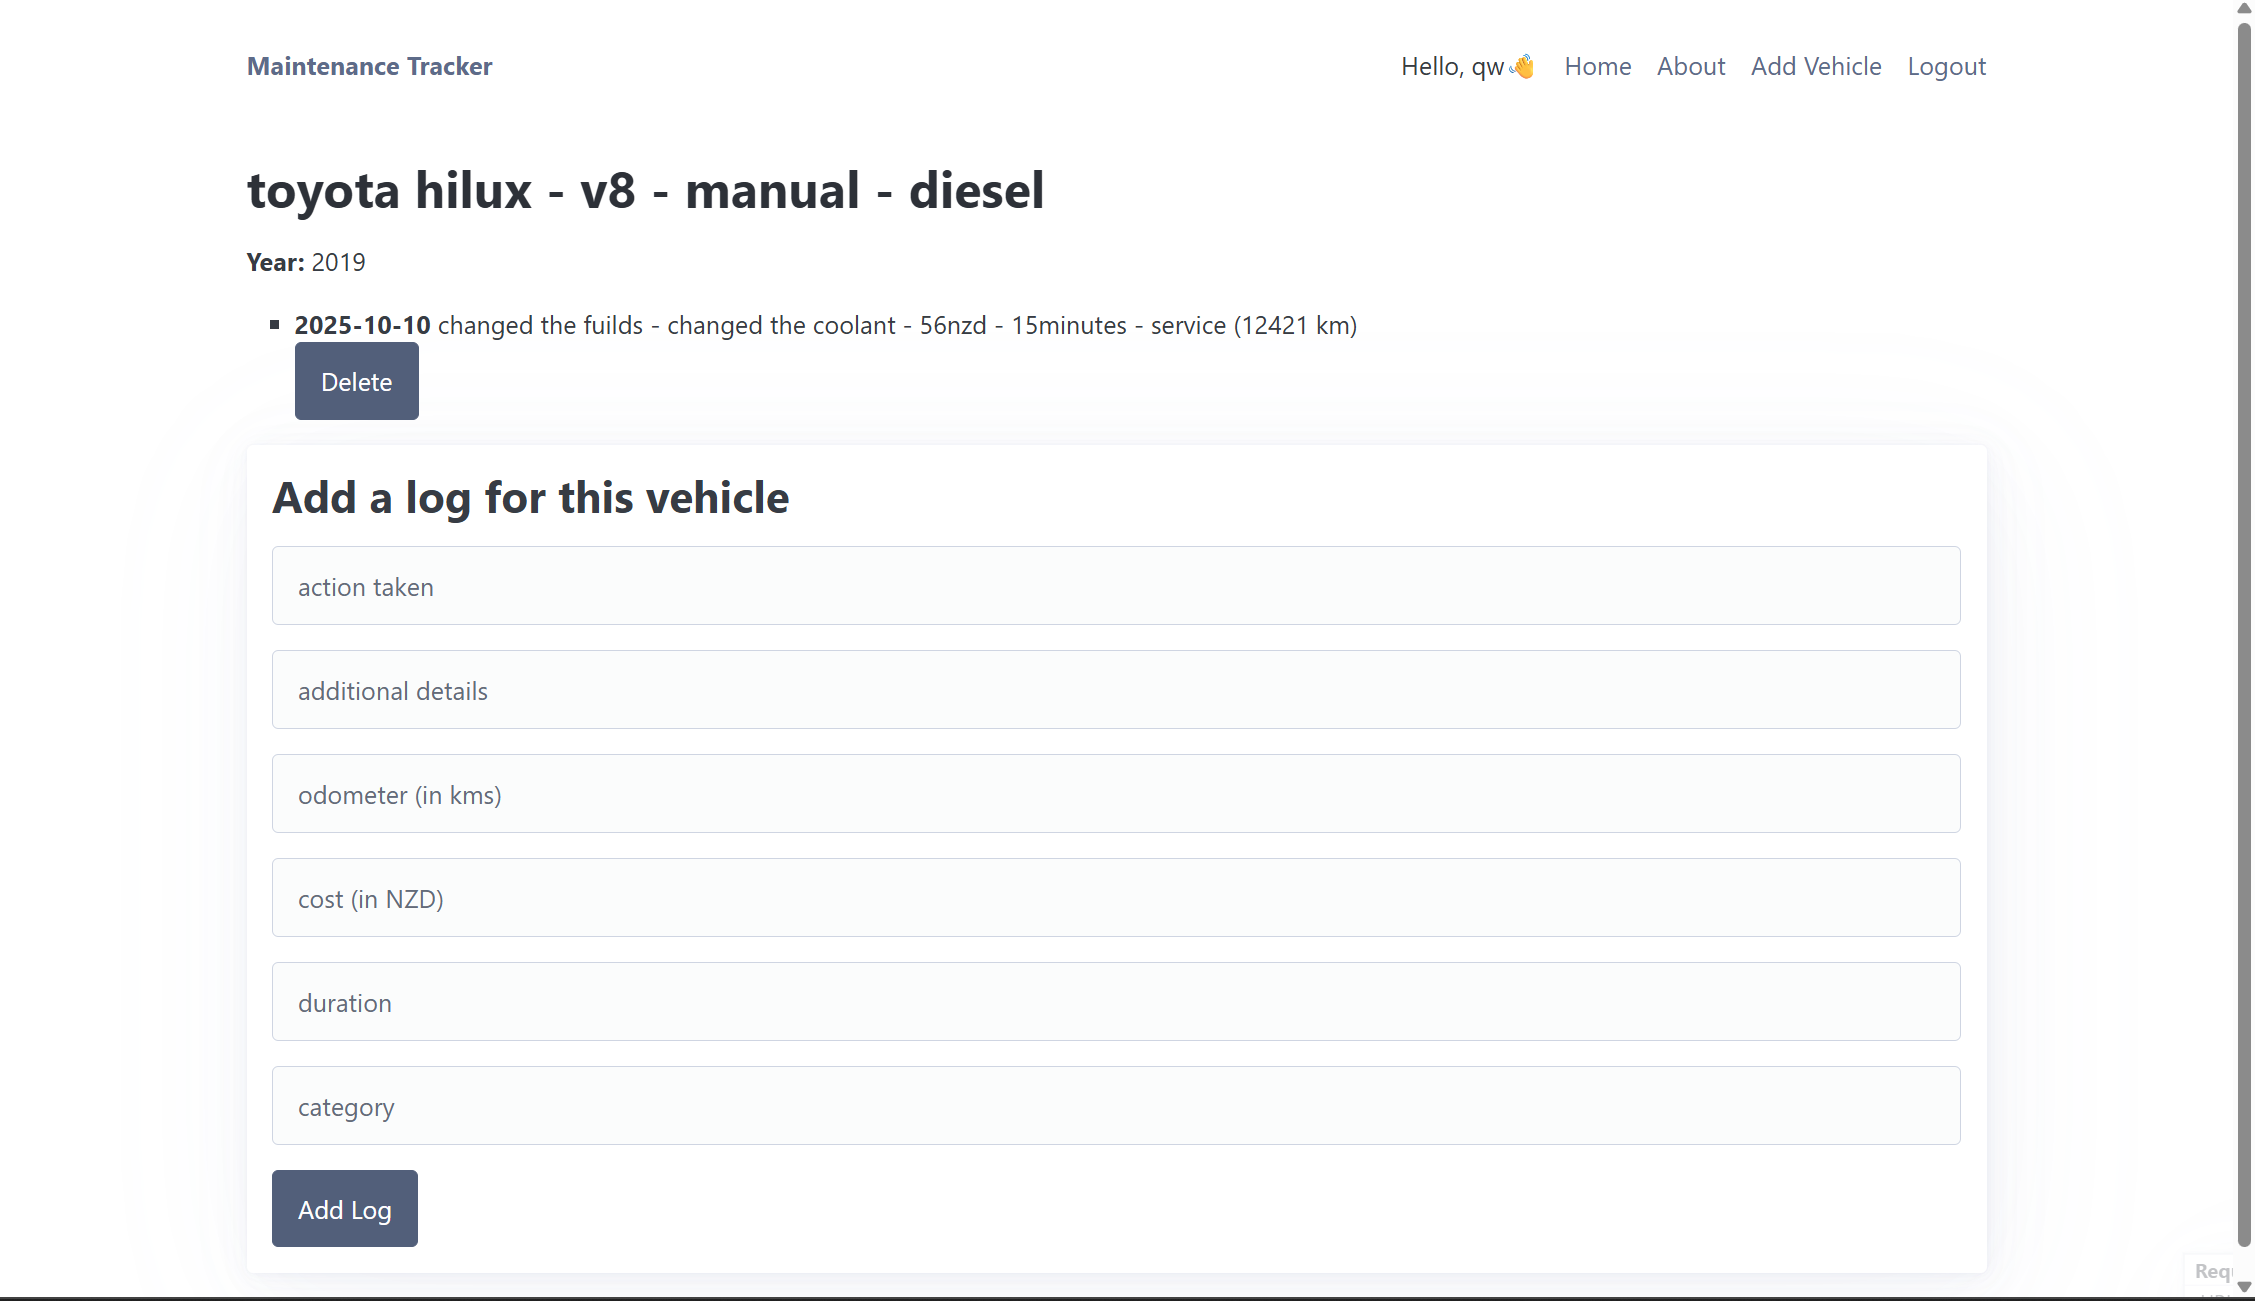 Maintenance Tracker
Hello, qw👋 Home About Add Vehicle Logout
toyota hilux - v8 - manual - diesel
Year: 2019
2025-10-10 changed the fuilds - changed the coolant - 56nzd - 15minutes - service (12421 km)
Delete
Add a log for this vehicle
action taken
additional details
odometer (in kms)
cost (in NZD)
duration
category
Add Log